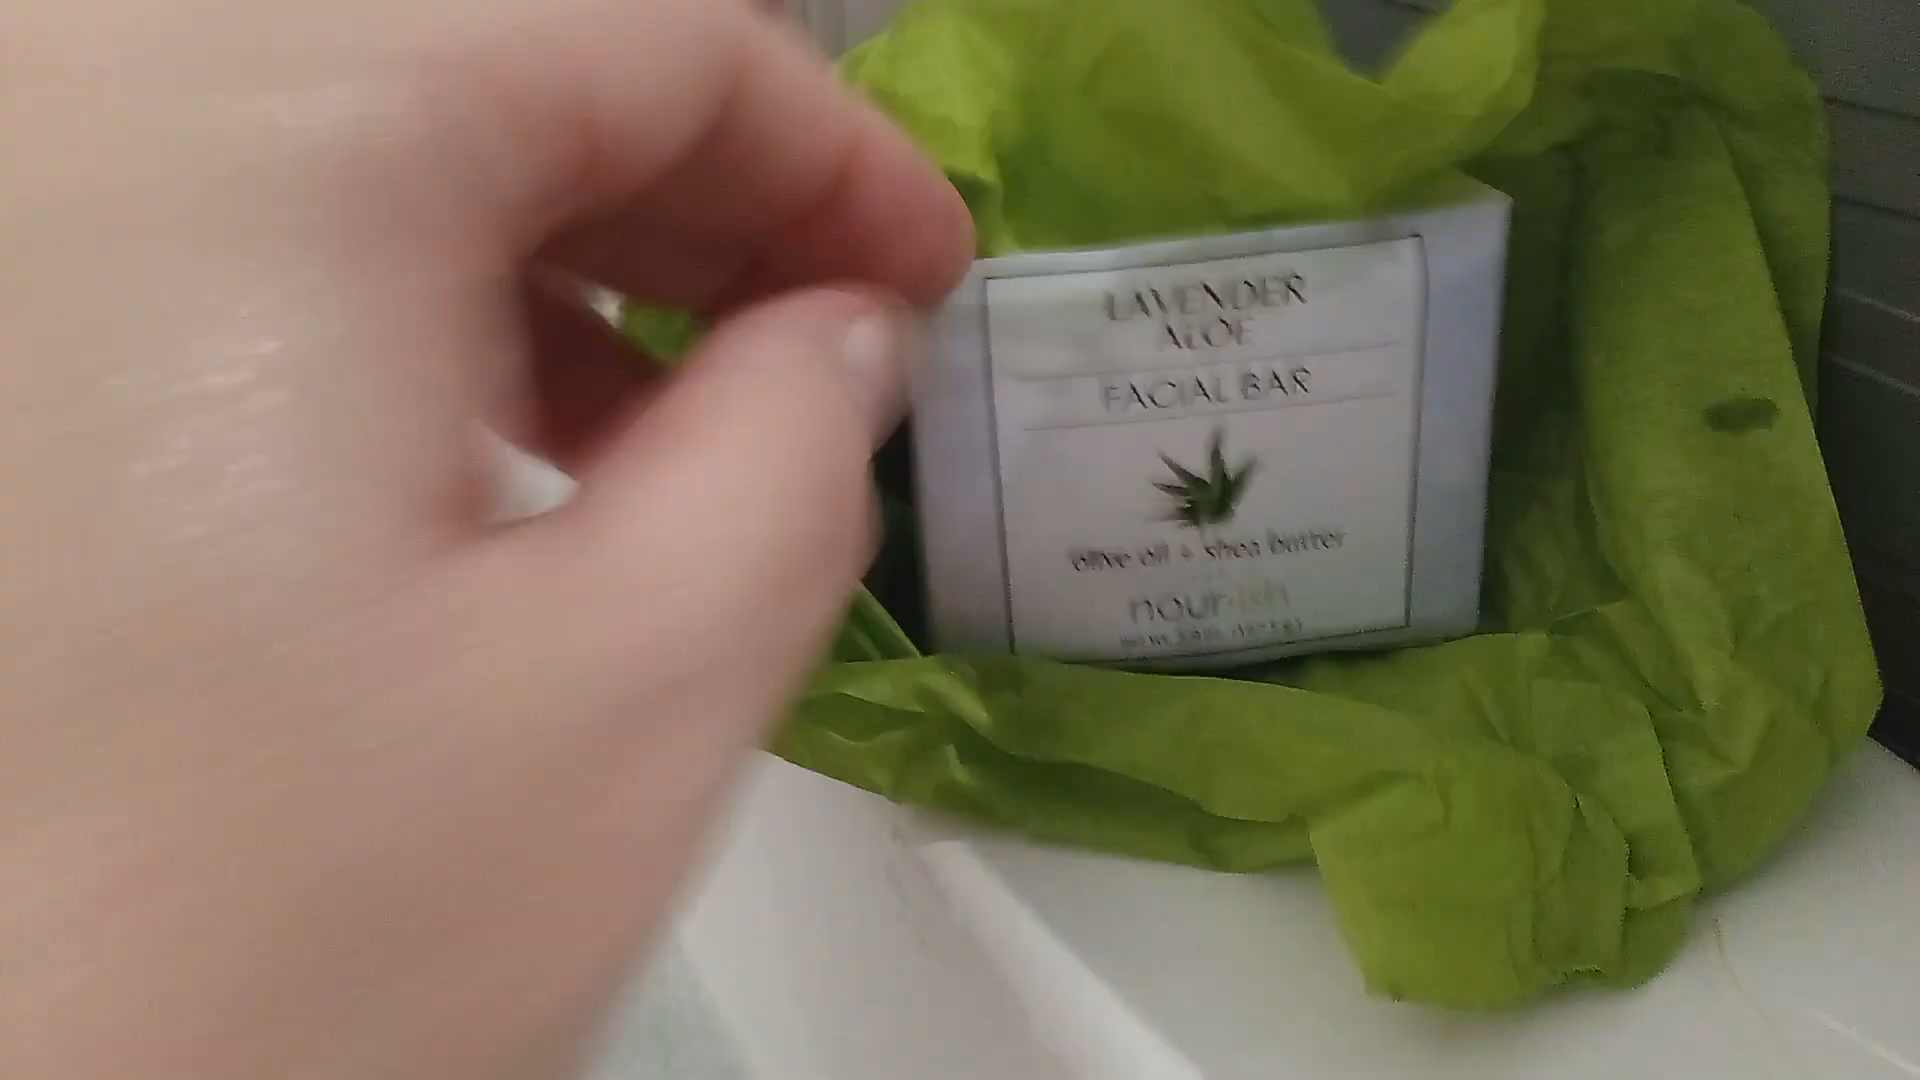 LAVENDER
ALOE
FACIAL BAR
olive oil + shea butter
nourish